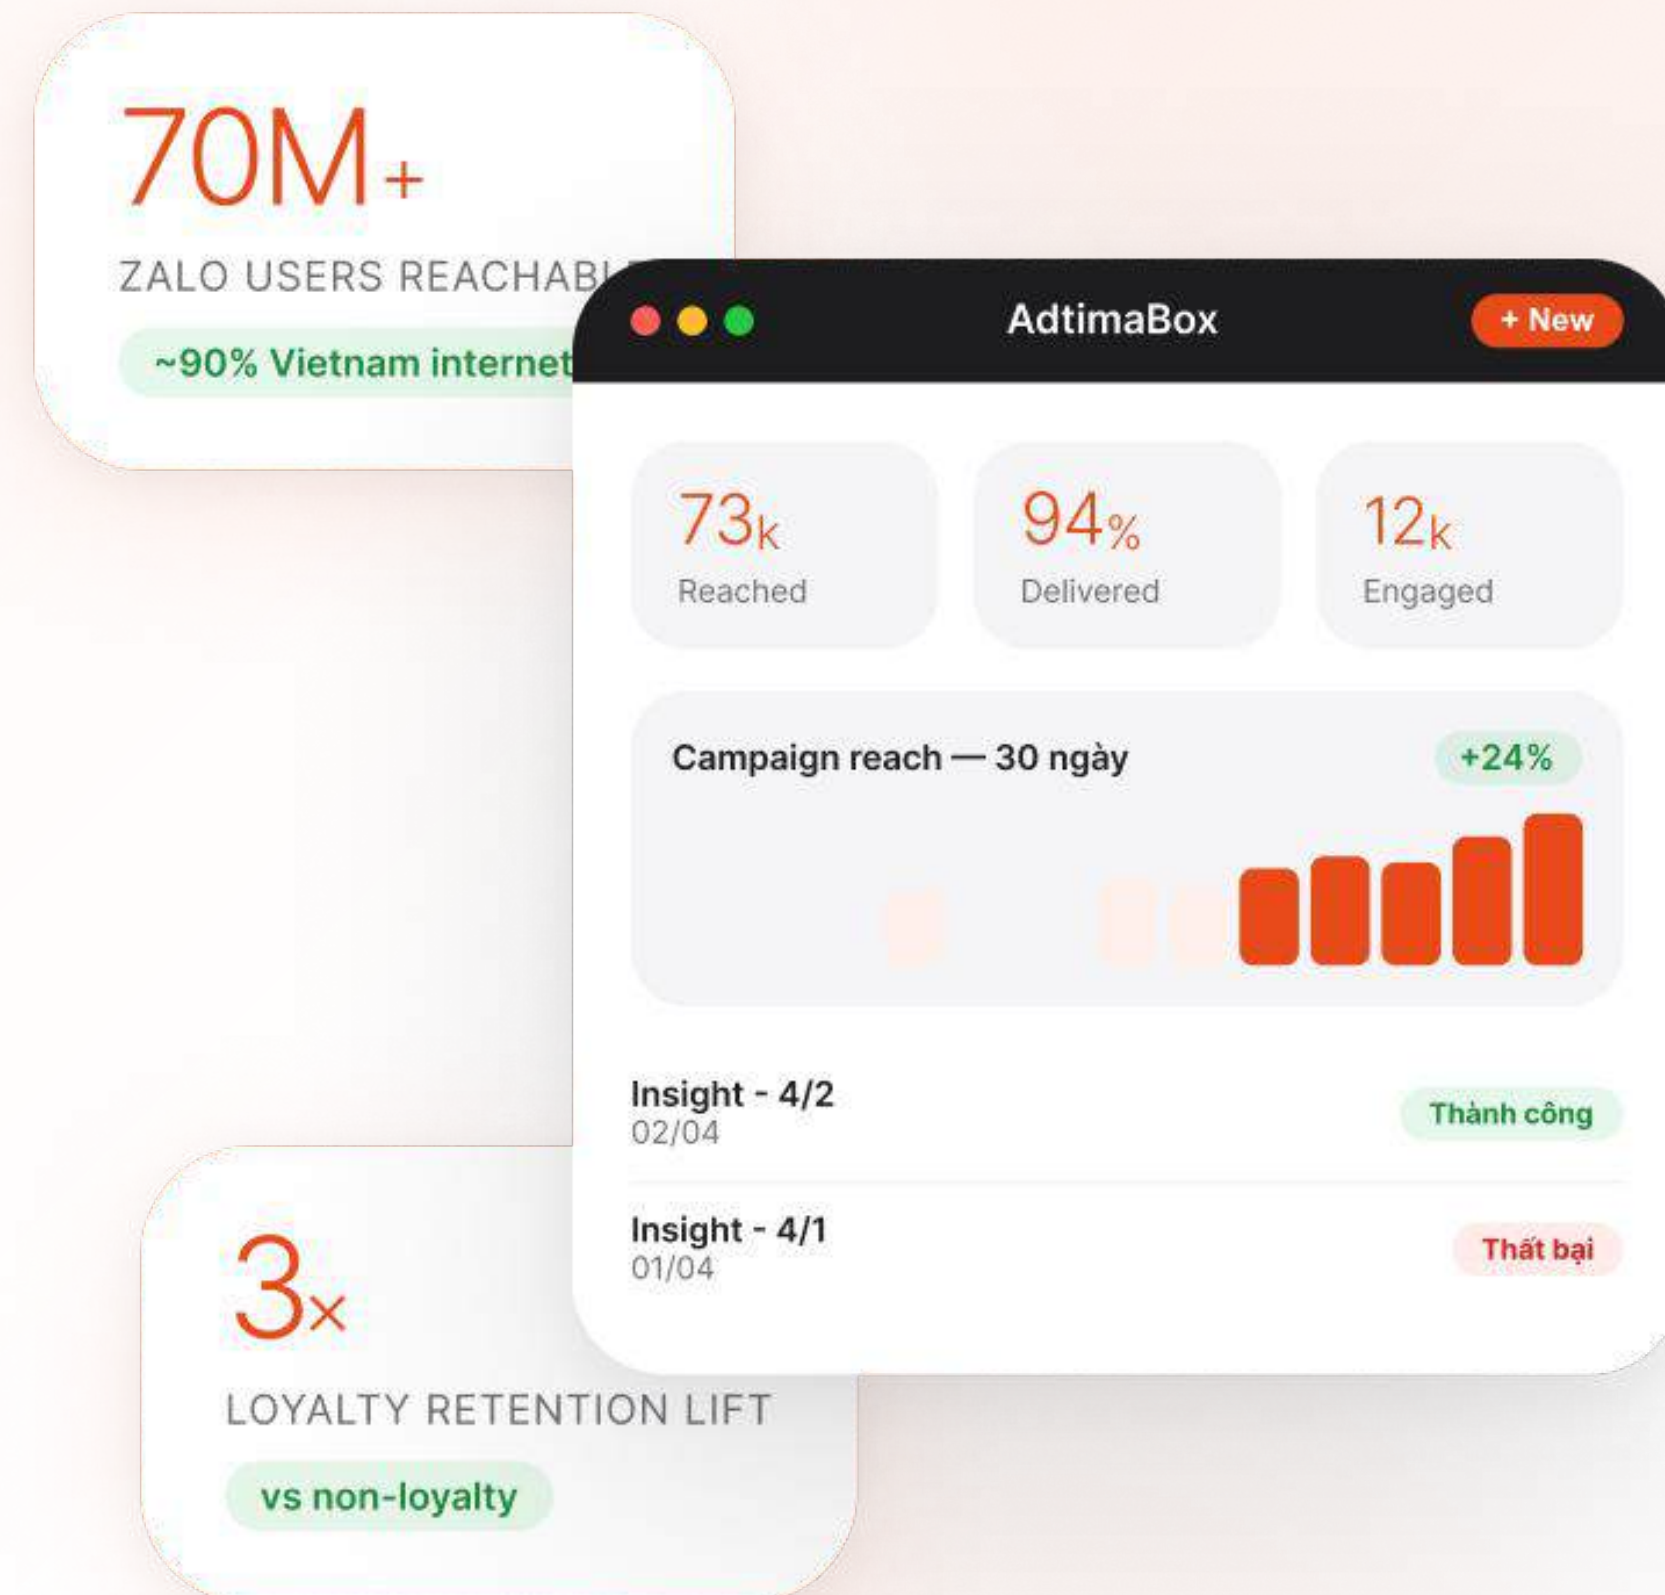 70M+
ZALO USERS REACHABL
~90% Vietnam internet
AdtimaBox
+ New
73k
Reached
94%
Delivered
12k
Engaged
Campaign reach — 30 ngày
+24%
Insight - 4/2
02/04
Thành công
Insight - 4/1
01/04
Thất bại
3×
LOYALTY RETENTION LIFT
vs non-loyalty